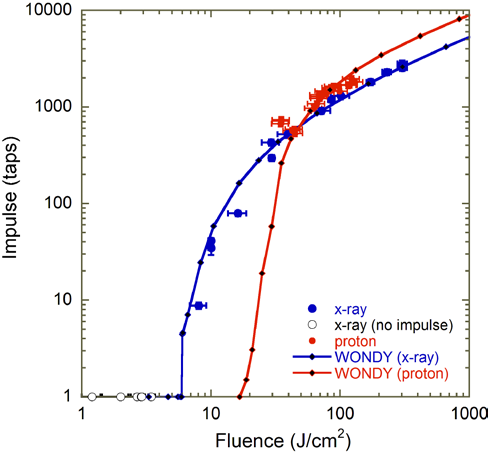 10000
1000
100
10
1
Impulse (taps)
x-ray
x-ray (no impulse)
proton
WONDY (x-ray)
WONDY (proton)
1
10
100
1000
Fluence (J/cm²)